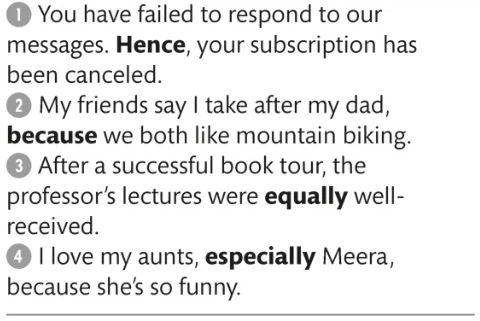 1 You have failed to respond to our
messages. Hence, your subscription has
been canceled.
2 My friends say I take after my dad,
because we both like mountain biking.
3 After a successful book tour, the
professor's lectures were equally well-
received.
4 I love my aunts, especially Meera,
because she's so funny.